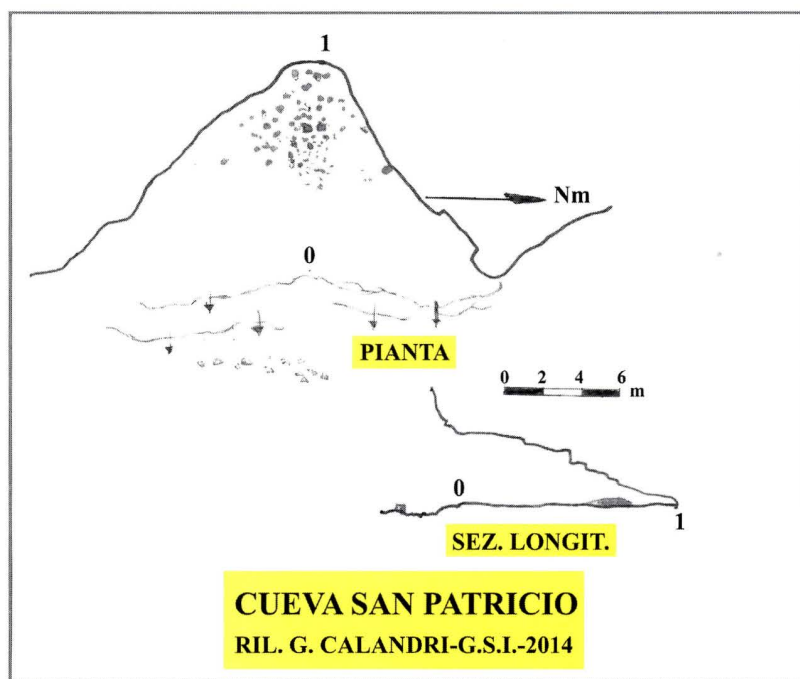 1
Nm
0
PIANTA
0 2 4 6 m
0
1
SEZ. LONGIT.
CUEVA SAN PATRICIO
RIL. G. CALANDRI-G.S.I.-2014